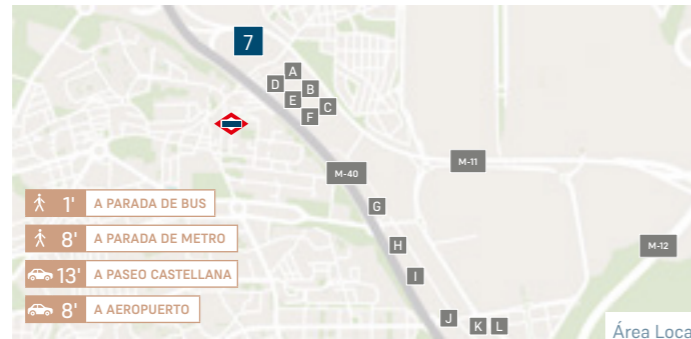 7
A
D
B
E
C
F
M-11
M-40
1' A PARADA DE BUS
G
8' A PARADA DE METRO
H
M-12
13' A PASEO CASTELLANA
I
8' A AEROPUERTO
J
K L
Área Loca